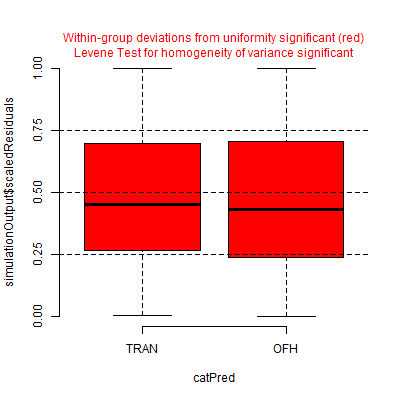 Within-group deviations from uniformity significant (red)
Levene Test for homogeneity of variance significant
simulationOutput$scaledResiduals
1.00
0.75
0.50
0.25
0.00
TRAN OFH
catPred